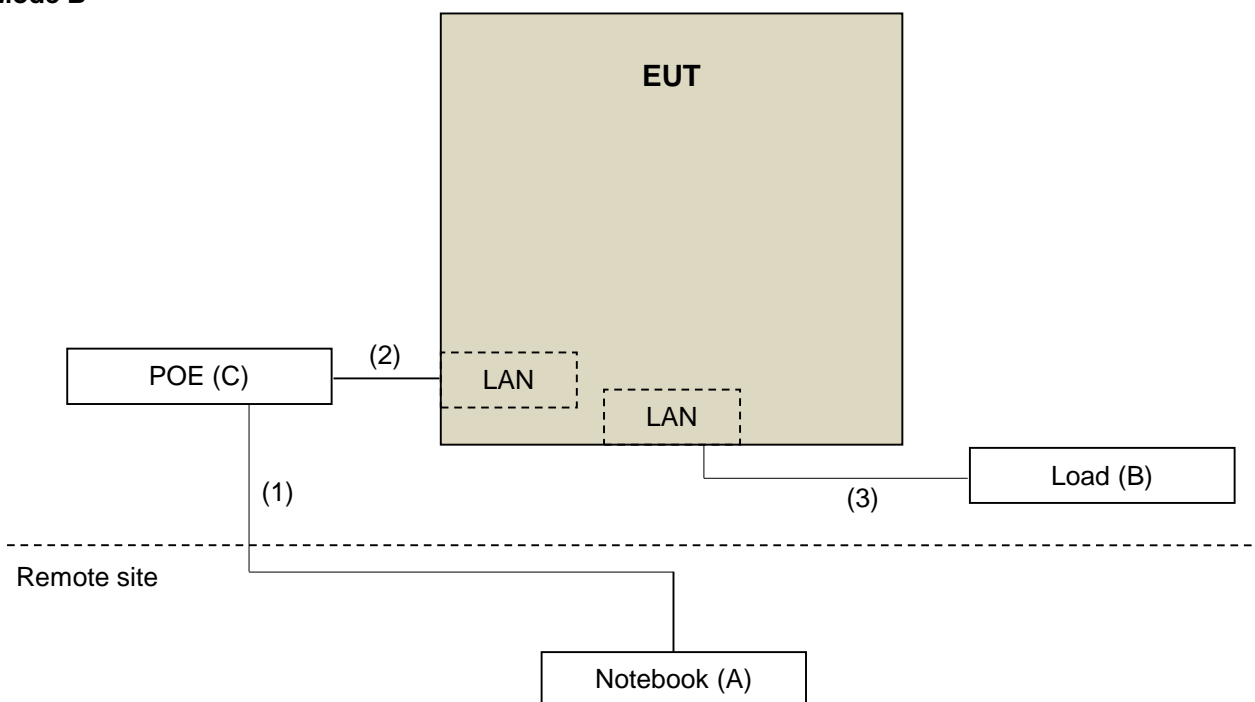 EUT
(2)
POE (C)
LAN
LAN
Load (B)
(1)
(3)
Remote site
Notebook (A)